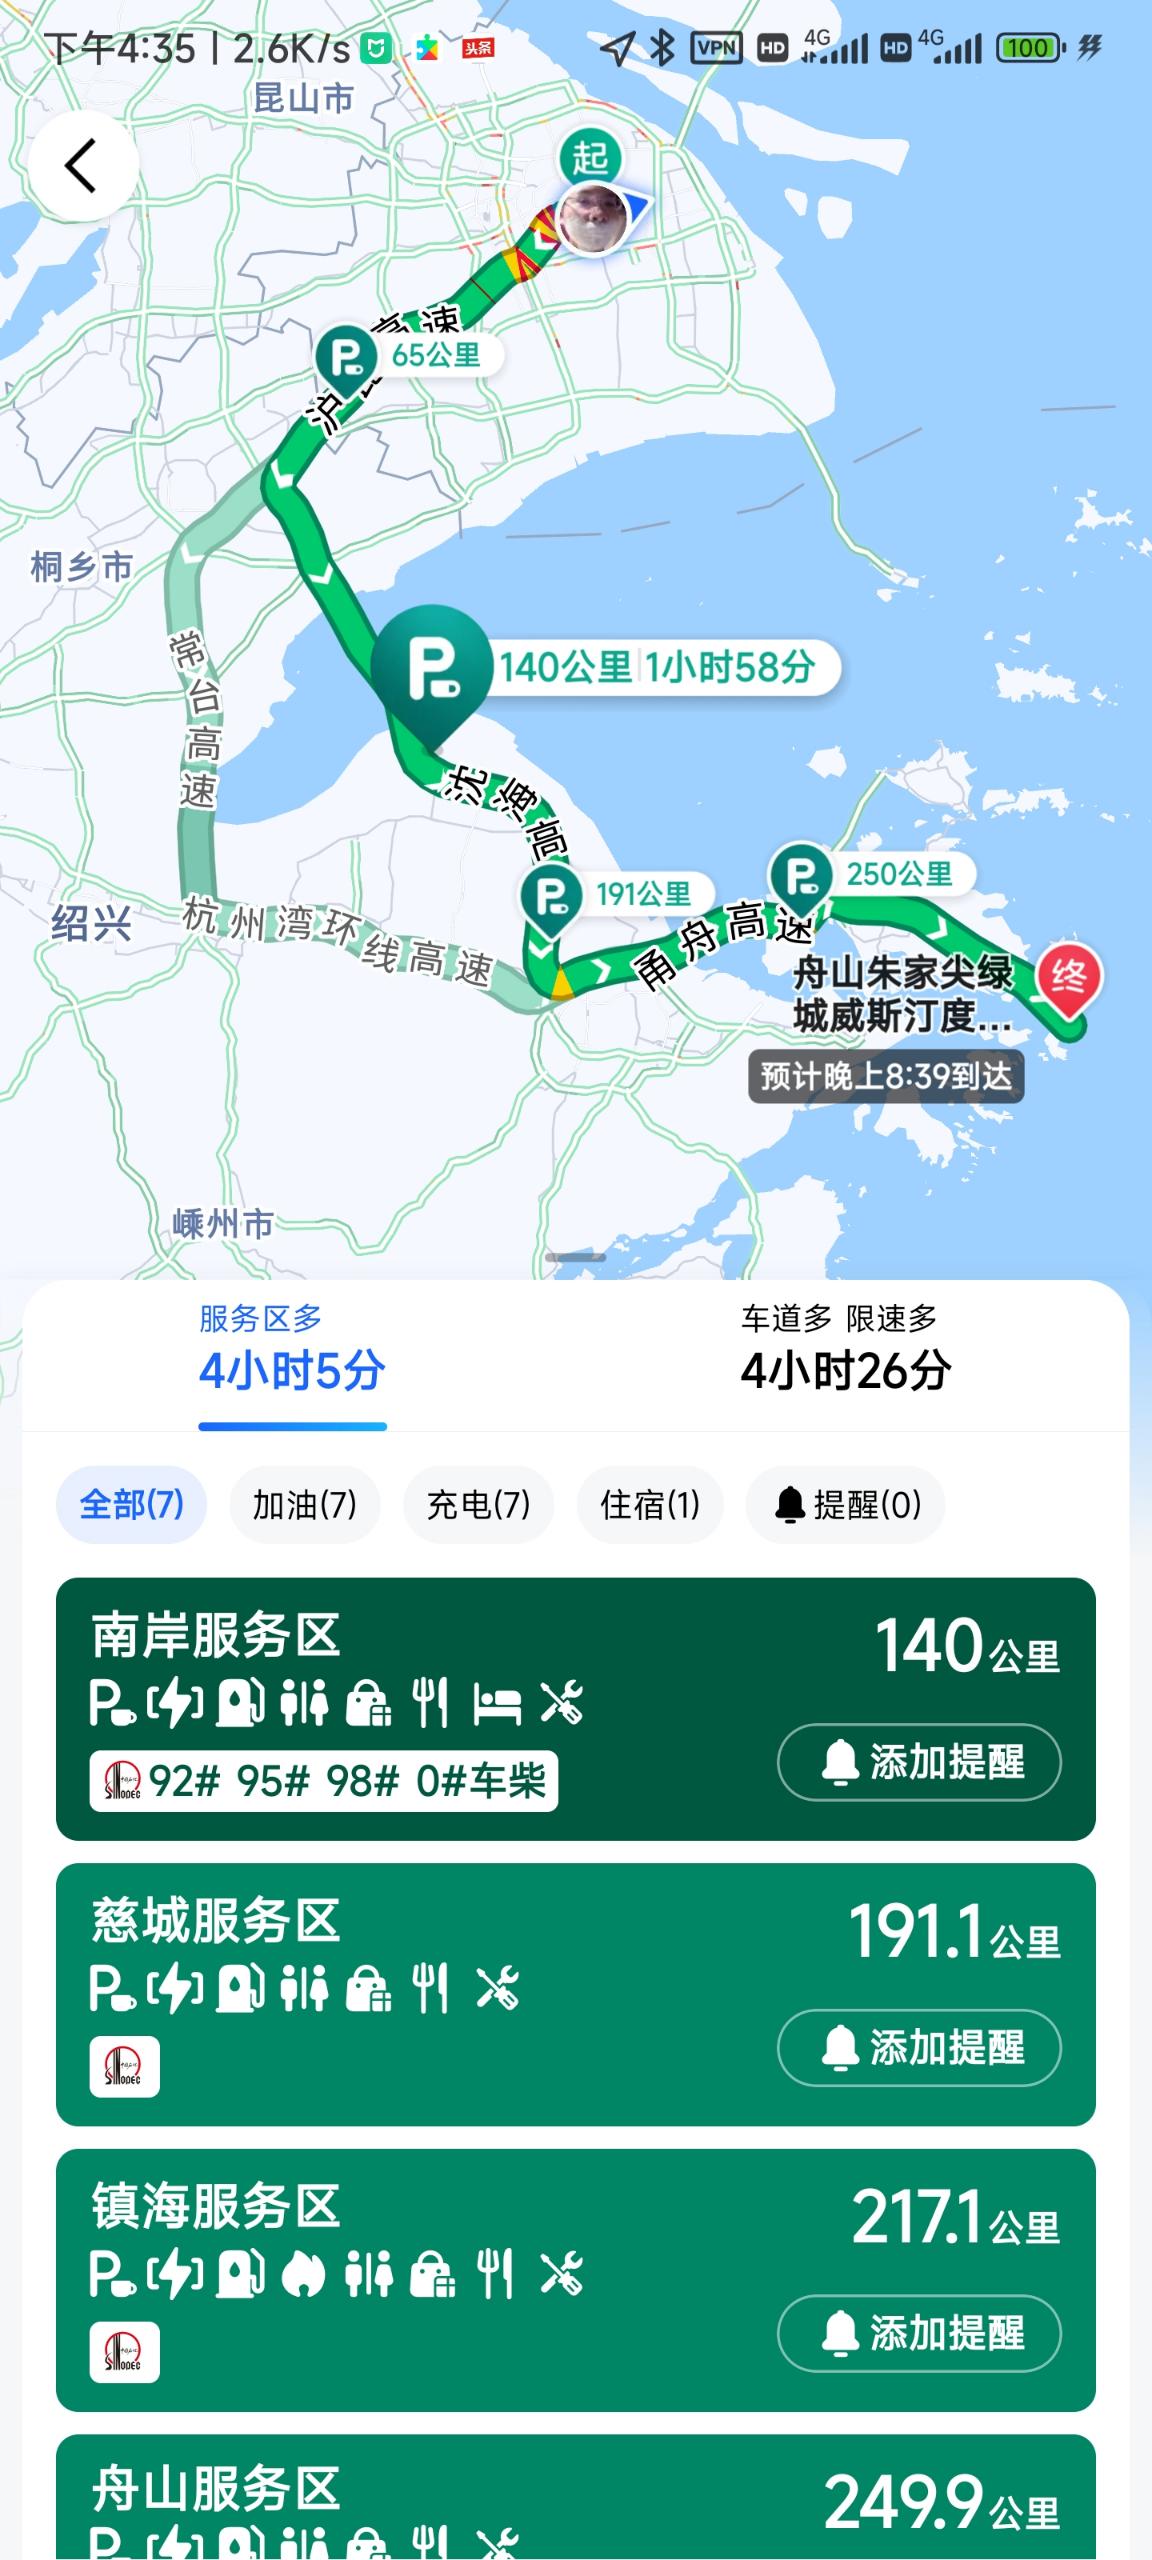 下午4:35 | 2.6K/s 头条 VPN HD 4G HD 4G 100
昆山市
起
高速
65公里
沪
桐乡市
常台高速
140公里 1小时58分
沈海高
191公里
250公里
绍兴
杭州湾环线高速
甬舟高速
舟山朱家尖绿
城威斯汀度...
终
预计晚上8:39到达
嵊州市
服务区多
4小时5分
车道多 限速多
4小时26分
全部(7) 加油(7) 充电(7) 住宿(1) 提醒(0)
南岸服务区
140公里
92# 95# 98# 0#车柴
添加提醒
慈城服务区
191.1公里
添加提醒
SINOPEC
镇海服务区
217.1公里
添加提醒
SINOPEC
舟山服务区
249.9公里